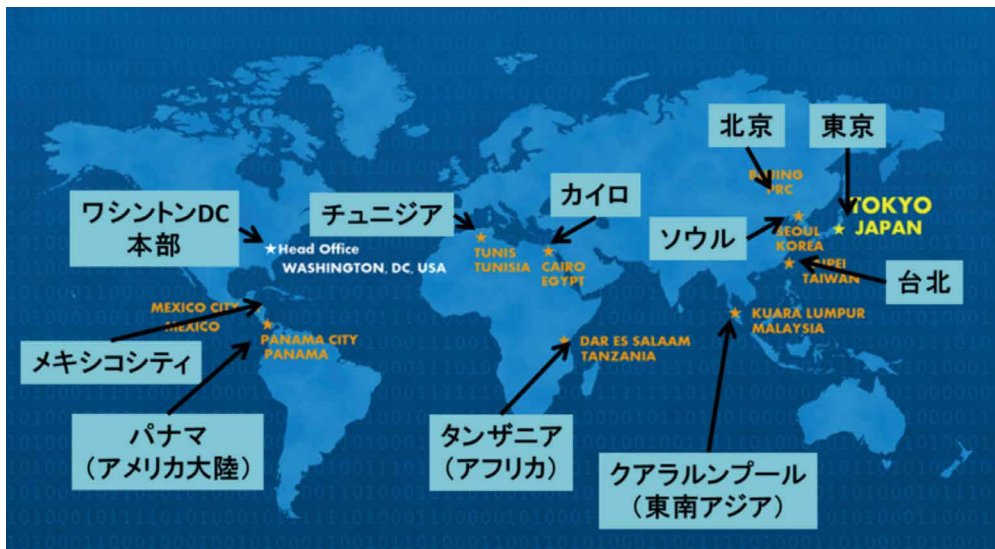 北京
東京
BEIJING
PRC
カイロ
ワシントンDC
本部
チュニジア
TOKYO
JAPAN
ソウル
SEOUL
KOREA
Head Office
WASHINGTON, DC, USA
TUNIS
TUNISIA
CAIRO
EGYPT
TAIPEI
TAIWAN
台北
MEXICO CITY
MEXICO
KUARA LUMPUR
MALAYSIA
PANAMA CITY
PANAMA
DAR ES SALAAM
TANZANIA
メキシコシティ
パナマ
（アメリカ大陸）
タンザニア
（アフリカ）
クアラルンプール
（東南アジア）